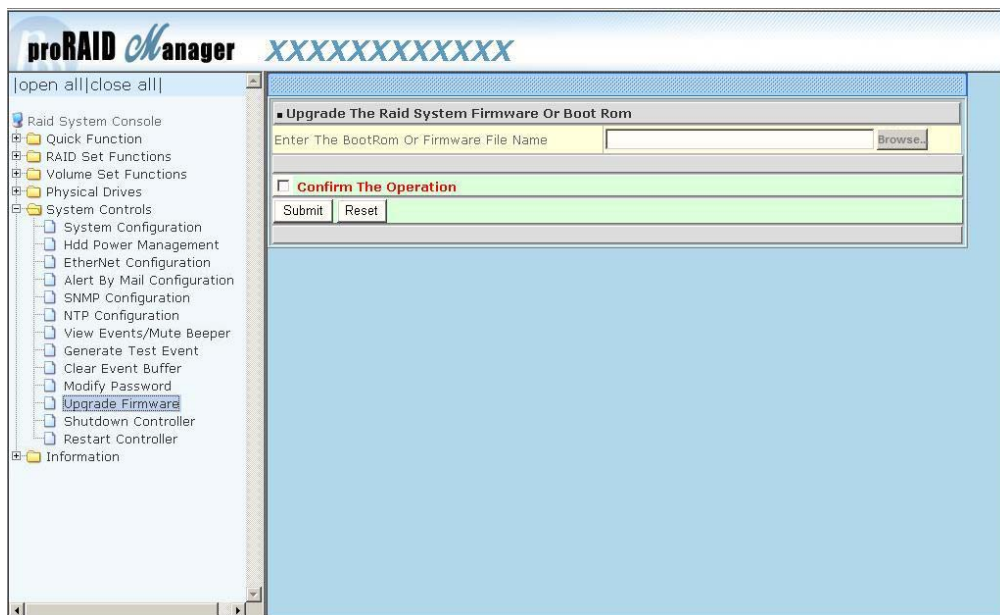 proRAID Manager XXXXXXXXXXXX
|open all|close all|
Raid System Console
Quick Function
RAID Set Functions
Volume Set Functions
Physical Drives
System Controls
System Configuration
Hdd Power Management
EtherNet Configuration
Alert By Mail Configuration
SNMP Configuration
NTP Configuration
View Events/Mute Beeper
Generate Test Event
Clear Event Buffer
Modify Password
Upgrade Firmware
Shutdown Controller
Restart Controller
Information
Upgrade The Raid System Firmware Or Boot Rom
Enter The BootRom Or Firmware File Name Browse..
Confirm The Operation
Submit Reset